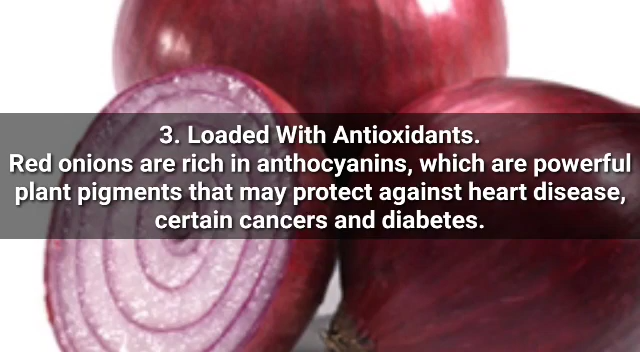 3. Loaded With Antioxidants.
Red onions are rich in anthocyanins, which are powerful
plant pigments that may protect against heart disease,
certain cancers and diabetes.